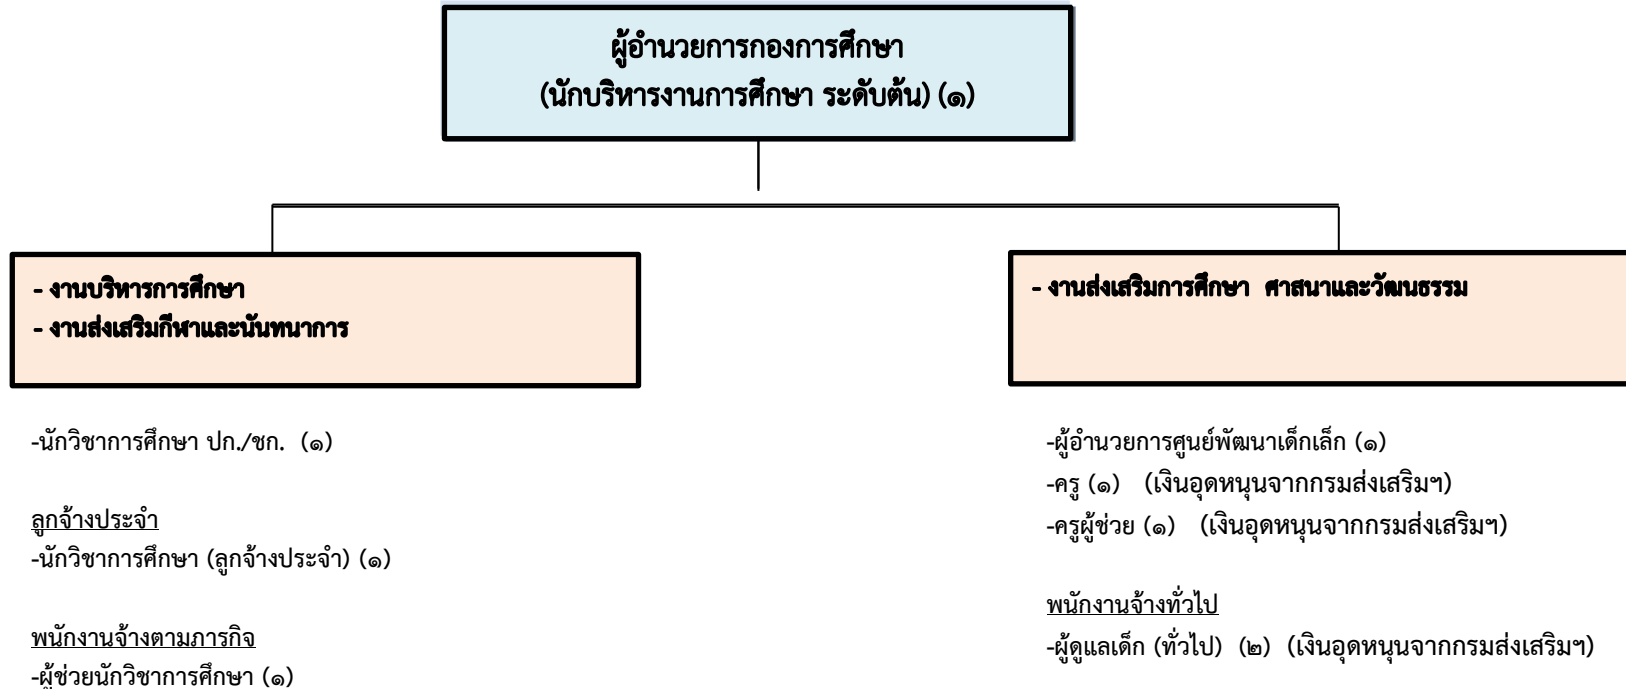 ผู้อำนวยการกองการศึกษา
(นักบริหารงานการศึกษา ระดับต้น) (๑)
- งานบริหารการศึกษา
- งานส่งเสริมกีฬาและนันทนาการ
- งานส่งเสริมการศึกษา ศาสนาและวัฒนธรรม
-นักวิชาการศึกษา ปก./ชก. (๑)
ลูกจ้างประจำ
-นักวิชาการศึกษา (ลูกจ้างประจำ) (๑)
พนักงานจ้างตามภารกิจ
-ผู้ช่วยนักวิชาการศึกษา (๑)
-ผู้อำนวยการศูนย์พัฒนาเด็กเล็ก (๑)
-ครู (๑) (เงินอุดหนุนจากกรมส่งเสริมฯ)
-ครูผู้ช่วย (๑) (เงินอุดหนุนจากกรมส่งเสริมฯ)
พนักงานจ้างทั่วไป
-ผู้ดูแลเด็ก (ทั่วไป) (๒) (เงินอุดหนุนจากกรมส่งเสริมฯ)